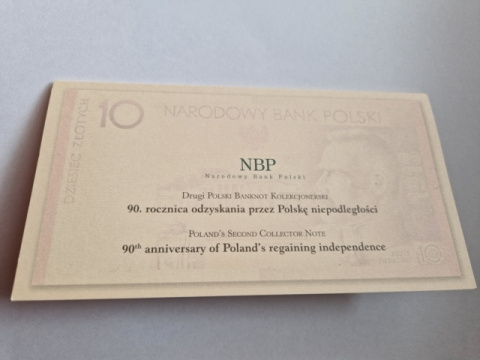 10 NARODOWY BANK POLSKI
DZIESIĘĆ ZŁOTYCH
NBP
Narodowy Bank Polski
Drugi Polski Banknot Kolekcjonerski
90. rocznica odzyskania przez Polskę niepodległości
Poland's Second Collector Note
90th anniversary of Poland's regaining independence
10